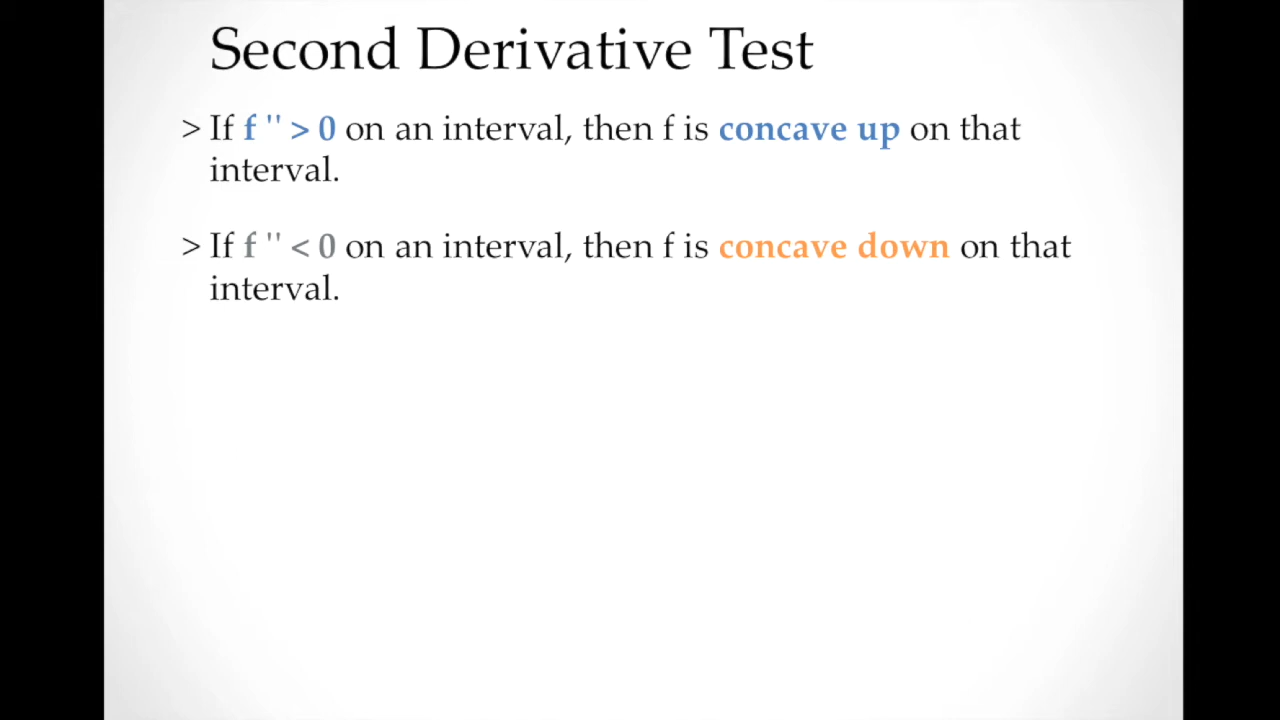 Second Derivative Test
> If f '' > 0 on an interval, then f is concave up on that
interval.
> If f '' < 0 on an interval, then f is concave down on that
interval.